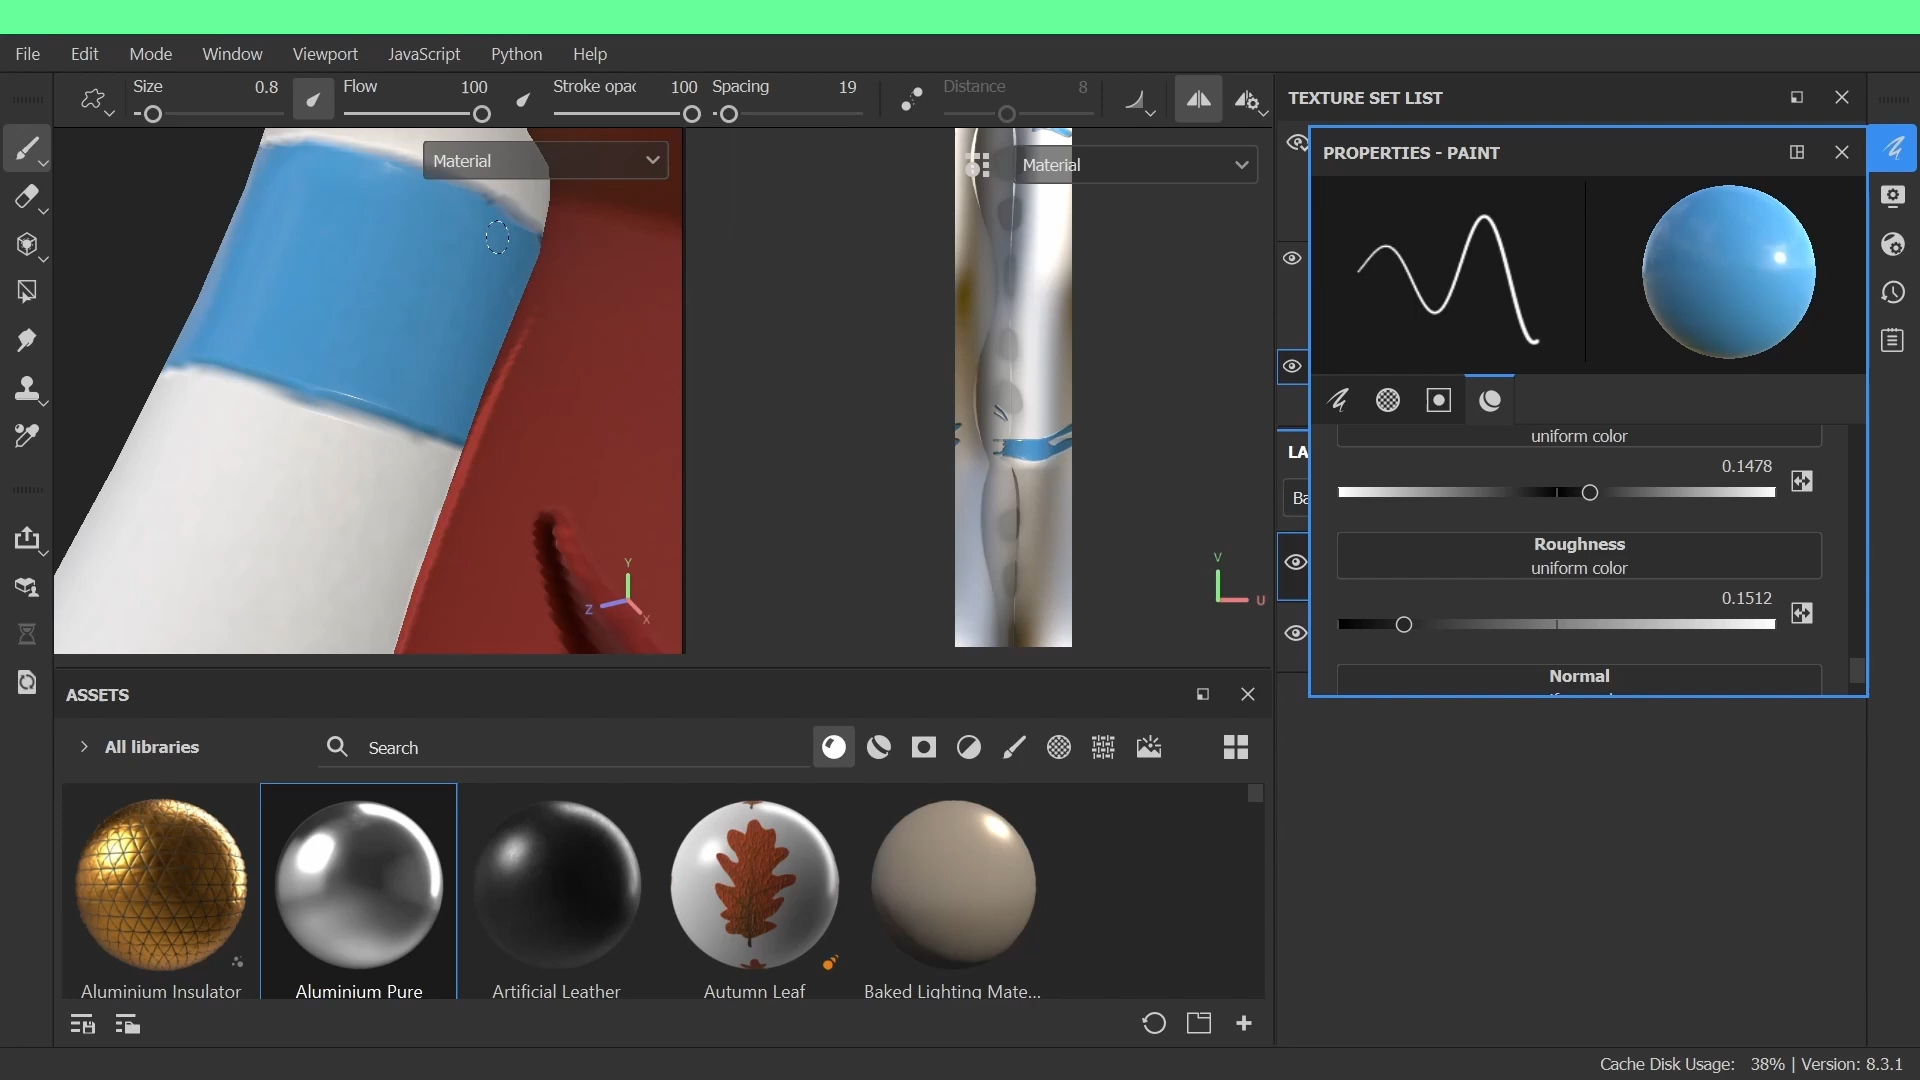 File Edit Mode Window Viewport JavaScript Python Help
Size 0.8 Flow 100 Stroke opac 100 Spacing 19 Distance 8
TEXTURE SET LIST
Material
Material
PROPERTIES - PAINT
uniform color
0.1478
Roughness
uniform color
0.1512
Normal
LA
Ba
Y
Z
X
V
U
ASSETS
All libraries
Search
Aluminium Insulator
Aluminium Pure
Artificial Leather
Autumn Leaf
Baked Lighting Mate...
Cache Disk Usage: 38% | Version: 8.3.1